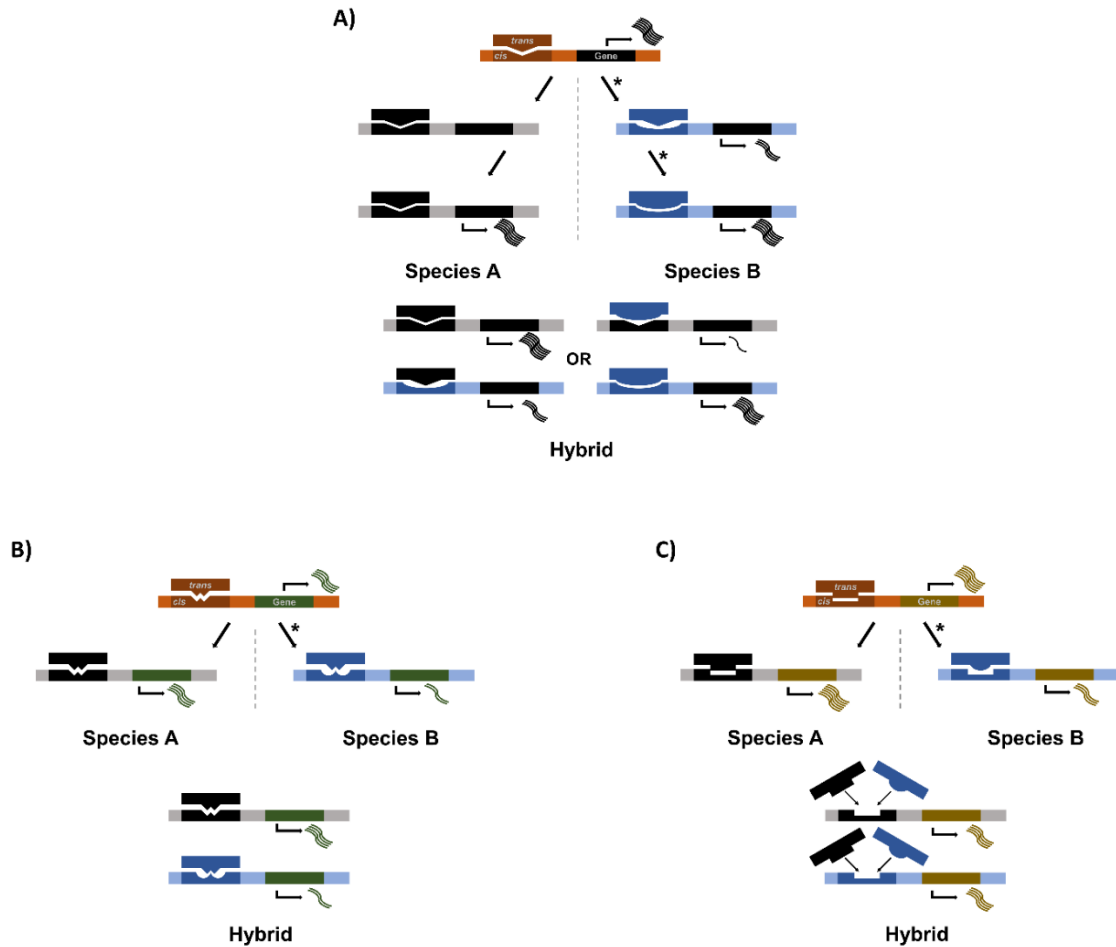 A)
trans
cis Gene
*
*
Species A Species B
OR
Hybrid
B)
trans
cis Gene
*
Species A Species B
Hybrid
C)
trans
cis Gene
*
Species A Species B
Hybrid